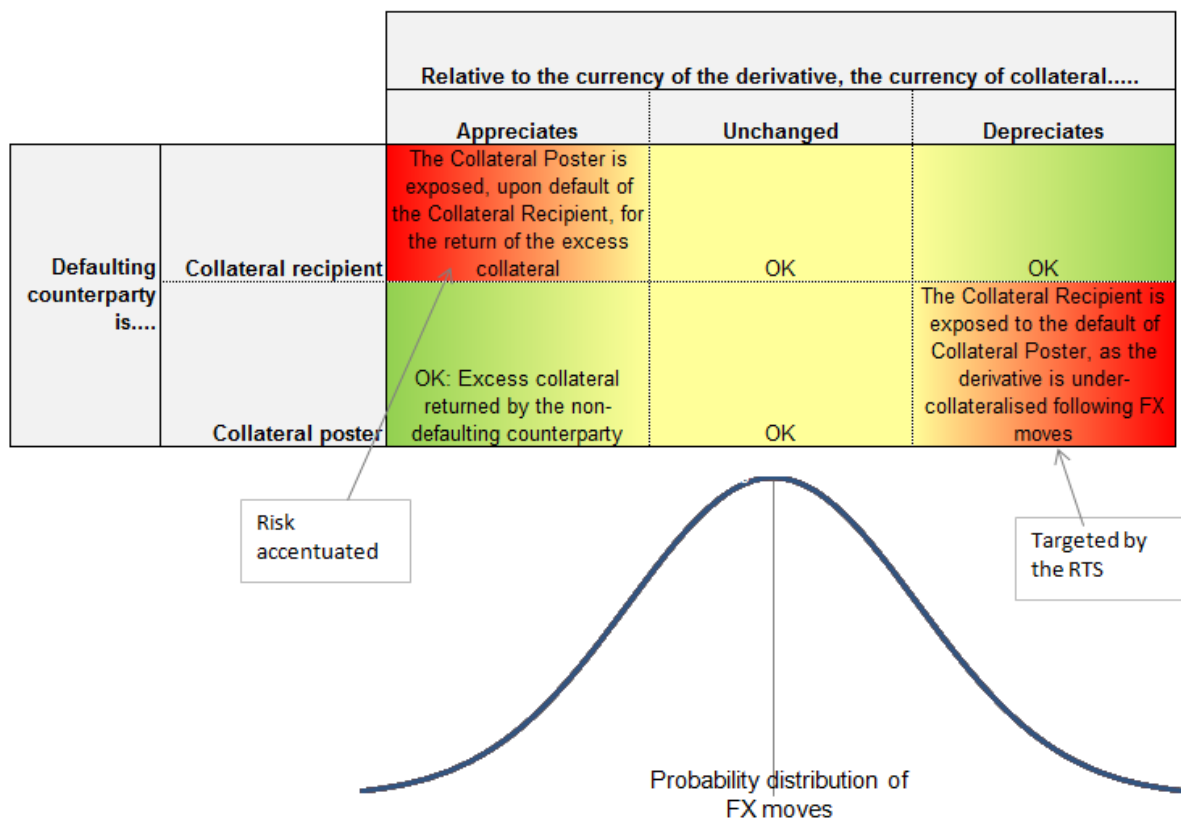 Relative to the currency of the derivative, the currency of collateral.....
Appreciates
Unchanged
Depreciates
Defaulting
counterparty
is....
Collateral recipient
The Collateral Poster is
exposed, upon default of
the Collateral Recipient, for
the return of the excess
collateral
OK
OK
Collateral poster
OK: Excess collateral
returned by the non-
defaulting counterparty
OK
The Collateral Recipient is
exposed to the default of
Collateral Poster, as the
derivative is under-
collateralised following FX
moves
Risk
accentuated
Targeted by
the RTS
Probability distribution of
FX moves